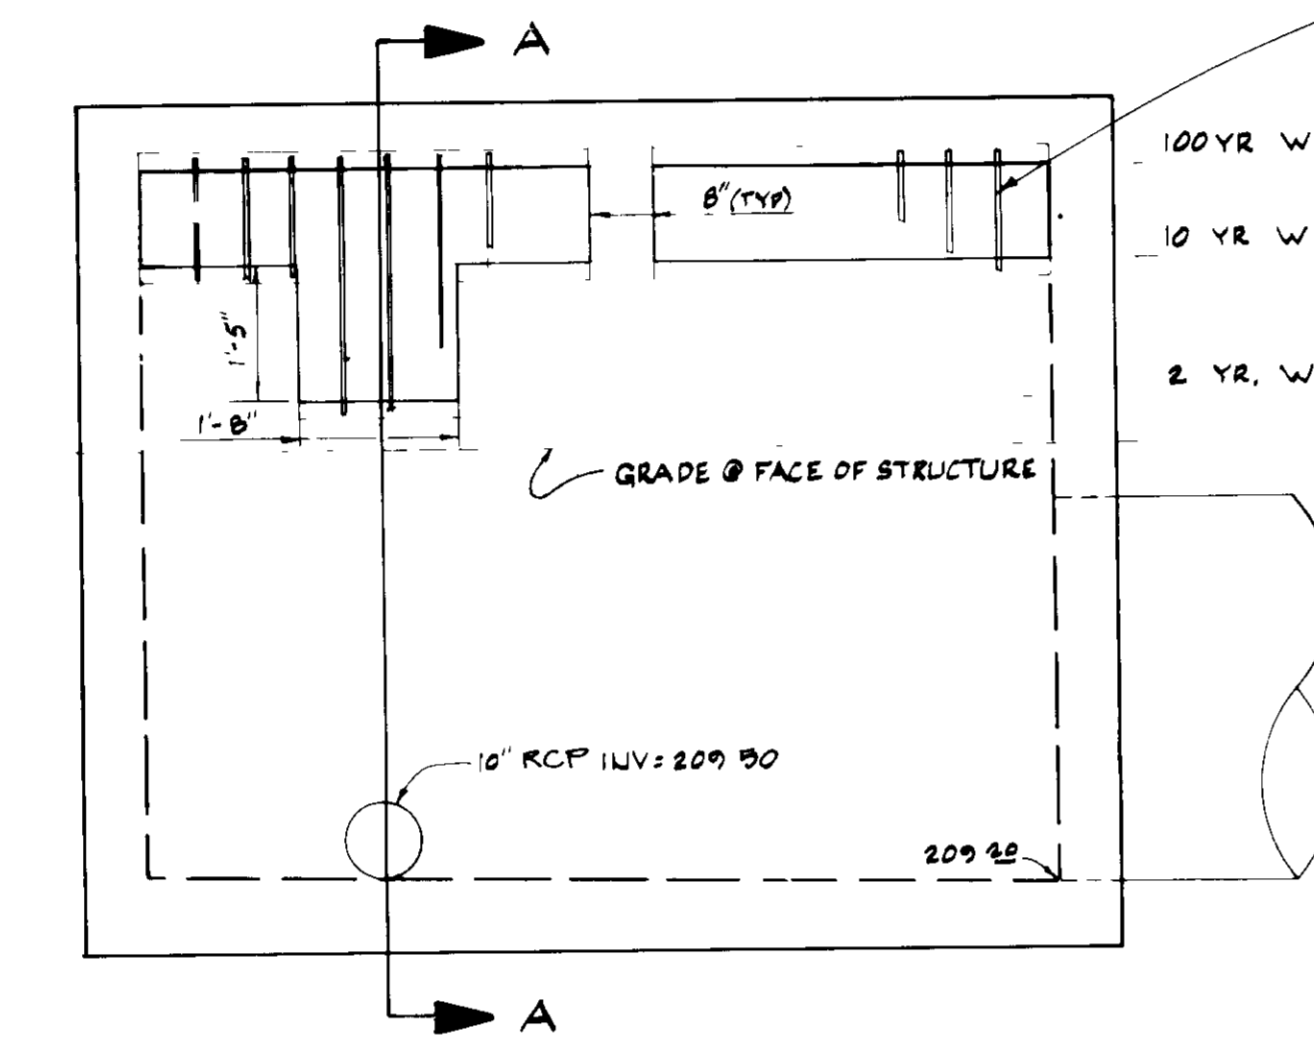 A
100 YR W
8" (TYP)
10 YR W
1'-5"
2 YR. W
1'-8"
GRADE @ FACE OF STRUCTURE
10" RCP INV: 209 50
209 20
A